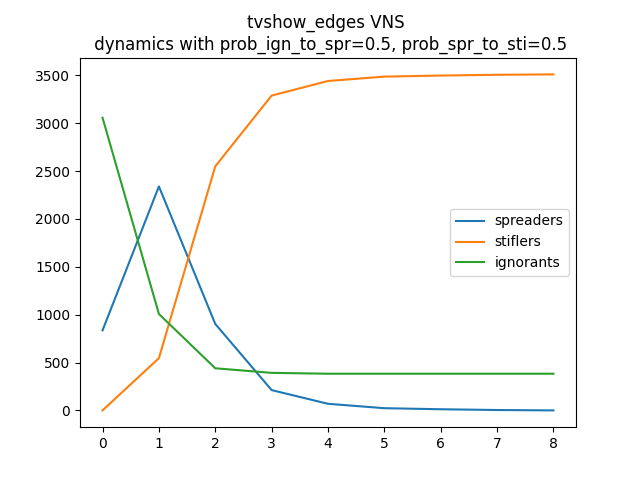 tvshow_edges VNS
dynamics with prob_ign_to_spr=0.5, prob_spr_to_sti=0.5
3500
3000
2500
2000
1500
1000
500
0
spreaders
stiflers
ignorants
0 1 2 3 4 5 6 7 8